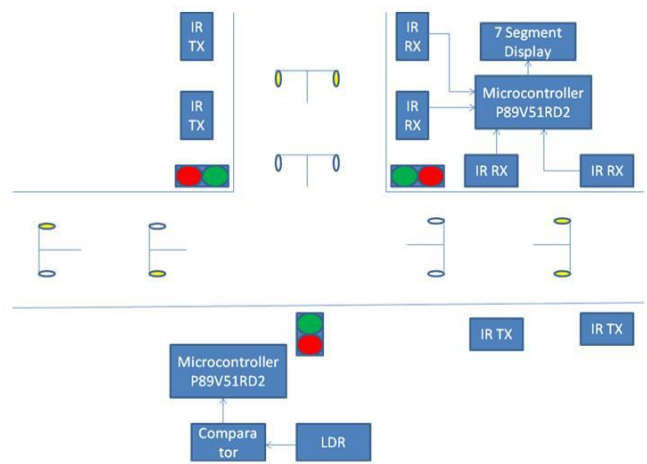 IR
TX
IR
RX
7 Segment
Display
IR
TX
IR
RX
Microcontroller
P89V51RD2
IR RX
IR RX
IR TX
IR TX
Microcontroller
P89V51RD2
Compara
tor
LDR